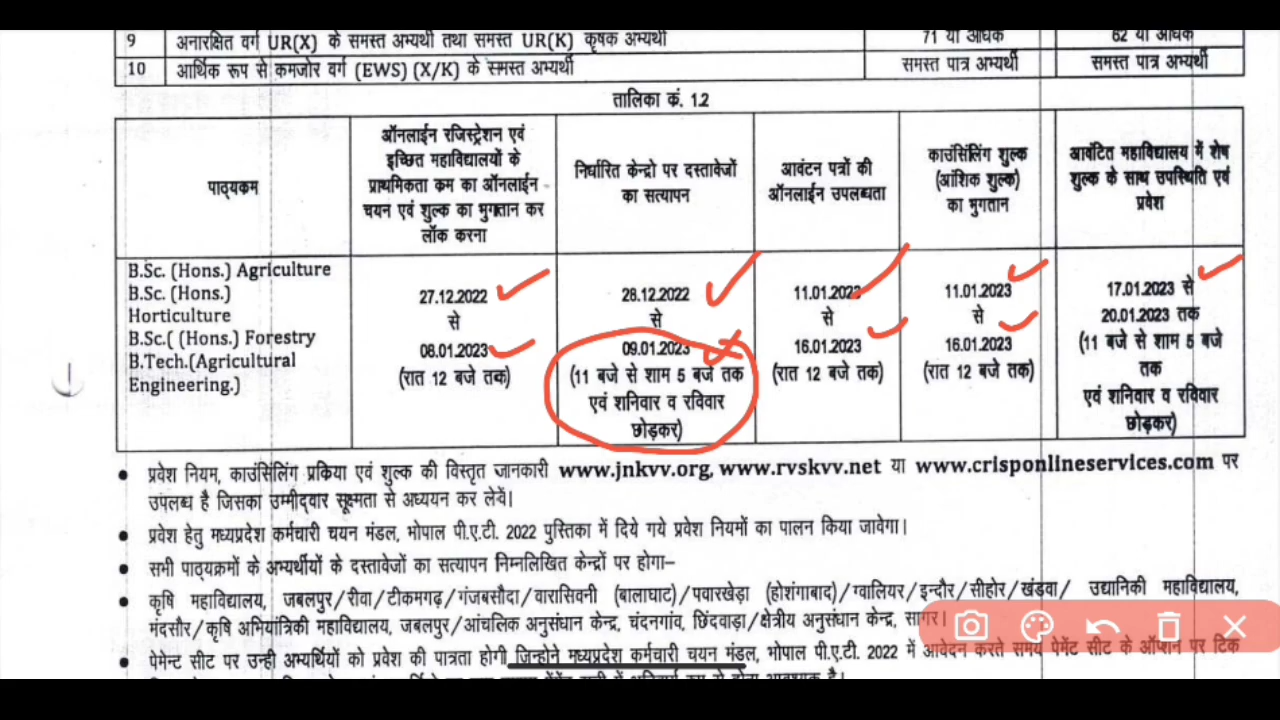 9 अनारक्षित वर्ग UR(X) के समस्त अभ्यर्थी तथा समस्त UR(K) कृषक अभ्यर्थी 71 या अधिक 62 या अधिक
10 आर्थिक रूप से कमजोर वर्ग (EWS) (X/K) के समस्त अभ्यर्थी समस्त पात्र अभ्यर्थी समस्त पात्र अभ्यर्थी
तालिका कं. 1.2
पाठ्यकम
ऑनलाईन रजिस्ट्रेशन एवं
इच्छित महाविद्यालयों के
प्राथमिकता कम का ऑनलाईन
चयन एवं शुल्क का भुगतान कर
लॉक करना
निर्धारित केन्द्रो पर दस्तावेजों
का सत्यापन
आवंटन पत्रों की
ऑनलाईन उपलब्धता
काउंसिलिंग शुल्क
(आंशिक शुल्क)
का भुगतान
आवंटित महाविद्यालय में शेष
शुल्क के साथ उपस्थिति एवं
प्रवेश
B.Sc. (Hons.) Agriculture
B.Sc. (Hons.)
Horticulture
B.Sc.( (Hons.) Forestry
B.Tech.(Agricultural
Engineering.)
27.12.2022
से
08.01.2023
(रात 12 बजे तक)
28.12.2022
से
09.01.2023
(11 बजे से शाम 5 बजे तक
एवं शनिवार व रविवार
छोड़कर)
11.01.2023
से
16.01.2023
(रात 12 बजे तक)
11.01.2023
से
16.01.2023
(रात 12 बजे तक)
17.01.2023 से
20.01.2023 तक
(11 बजे से शाम 5 बजे
तक
एवं शनिवार व रविवार
छोड़कर)
• प्रवेश नियम, काउंसिलिंग प्रकिया एवं शुल्क की विस्तृत जानकारी www.jnkvv.org, www.rvskvv.net या www.crisponlineservices.com पर
उपलब्ध है जिसका उम्मीदवार सूक्ष्मता से अध्ययन कर लेवें।
• प्रवेश हेतु मध्यप्रदेश कर्मचारी चयन मंडल, भोपाल पी.ए.टी. 2022 पुस्तिका में दिये गये प्रवेश नियमों का पालन किया जावेगा।
• सभी पाठ्यक्रमों के अभ्यर्थीयों के दस्तावेजों का सत्यापन निम्नलिखित केन्द्रों पर होगा–
• कृषि महाविद्यालय, जबलपुर/रीवा/टीकमगढ़/गंजबसौदा/वारासिवनी (बालाघाट)/पवारखेड़ा (होशंगाबाद)/ग्वालियर/इन्दौर/सीहोर/खंडवा/ उद्यानिकी महाविद्यालय,
मंदसौर/कृषि अभियांत्रिकी महाविद्यालय, जबलपुर/आंचलिक अनुसंधान केन्द्र, चंदनगांव, छिंदवाड़ा/क्षेत्रीय अनुसंधान केन्द्र, सागर।
• पेमेन्ट सीट पर उन्ही अभ्यर्थियों को प्रवेश की पात्रता होगी जिन्होने मध्यप्रदेश कर्मचारी चयन मंडल, भोपाल पी.ए.टी. 2022 में आवेदन करते समय पेमेंट सीट के ऑप्शन पर टिक